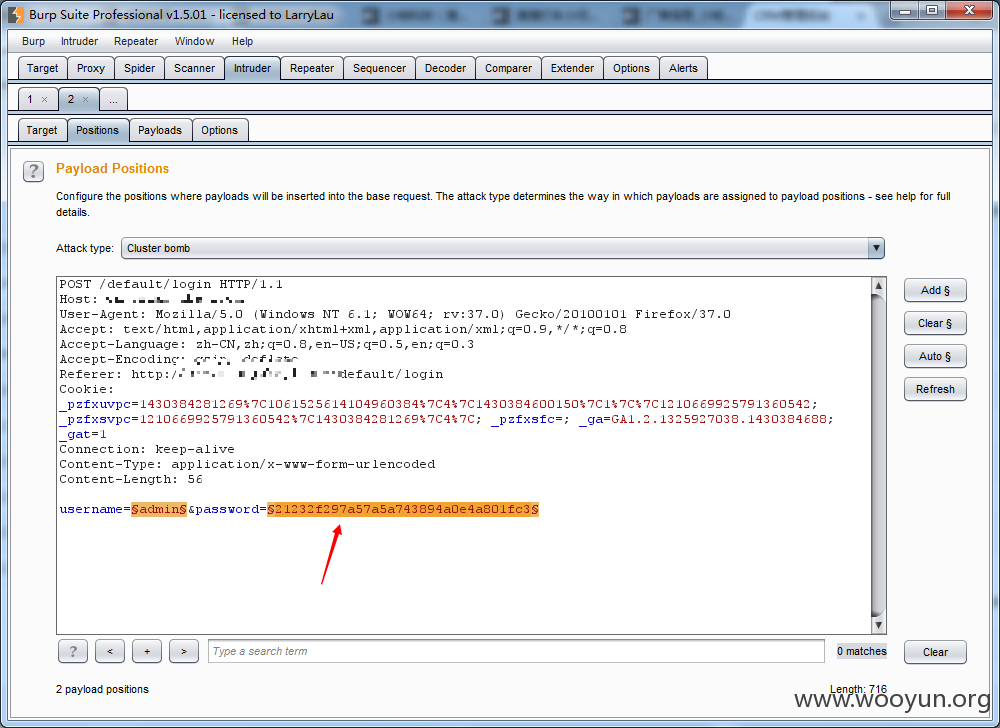 Burp Suite Professional v1.5.01 - licensed to LarryLau
Burp Intruder Repeater Window Help
Target Proxy Spider Scanner Intruder Repeater Sequencer Decoder Comparer Extender Options Alerts
1 × 2 × ...
Target Positions Payloads Options
? Payload Positions
Configure the positions where payloads will be inserted into the base request. The attack type determines the way in which payloads are assigned to payload positions - see help for full
details.
Attack type: Cluster bomb
POST /default/login HTTP/1.1
Host:
User-Agent: Mozilla/5.0 (Windows NT 6.1; WOW64; rv:37.0) Gecko/20100101 Firefox/37.0
Accept: text/html,application/xhtml+xml,application/xml;q=0.9,*/*;q=0.8
Accept-Language: zh-CN,zh;q=0.8,en-US;q=0.5,en;q=0.3
Accept-Encoding: gzip, deflate
Referer: http:/ default/login
Cookie:
_pzfxuvpc=1430384281269%7C1061525614104960384%7C4%7C1430384600150%7C1%7C%7C1210669925791360542;
_pzfxsvpc=1210669925791360542%7C1430384281269%7C4%7C; _pzfxsfc=; _ga=GA1.2.1325927038.1430384688;
_gat=1
Connection: keep-alive
Content-Type: application/x-www-form-urlencoded
Content-Length: 56
username=§admin§&password=§21232f297a57a5a743894a0e4a801fc3§
Add §
Clear §
Auto §
Refresh
? < + > Type a search term 0 matches Clear
2 payload positions Length: 716
www.wooyun.org